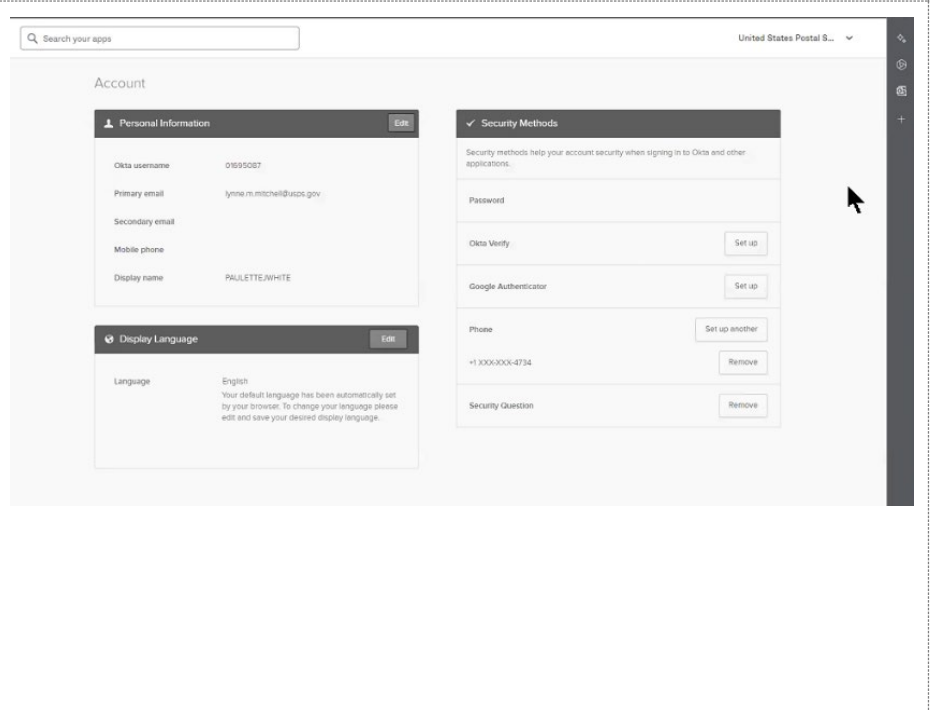 Search your apps
United States Postal S...
Account
Personal Information
Edit
Okta username
01695087
Primary email
lynne.m.mitchell@usps.gov
Secondary email
Mobile phone
Display name
PAULETTEJWHITE
Display Language
Edit
Language
English
Your default language has been automatically set
by your browser. To change your language please
edit and save your desired display language.
Security Methods
Security methods help your account security when signing in to Okta and other
applications.
Password
Okta Verify
Set up
Google Authenticator
Set up
Phone
Set up another
+1 XXX-XXX-4734
Remove
Security Question
Remove